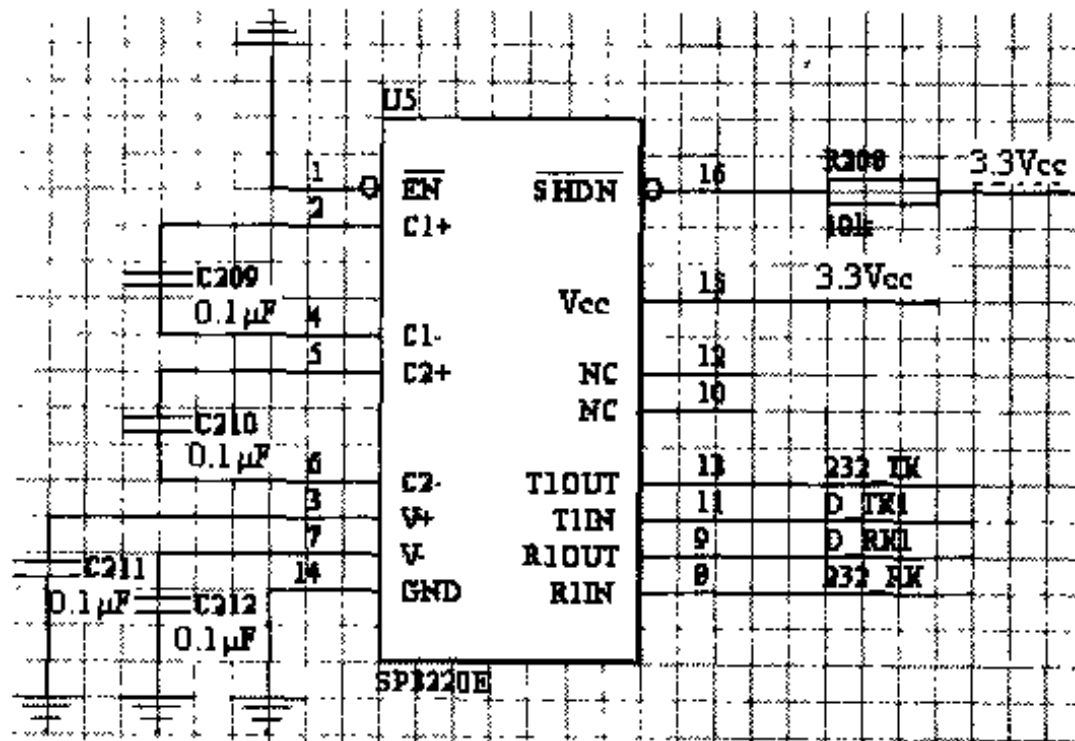 U5
1
EN
SHDN
16
R208
3.3Vcc
2
C1+
10k
C209
0.1μF
Vcc
15
3.3Vcc
4
C1-
5
C2+
NC
12
NC
10
C210
0.1μF
6
C2-
T1OUT
13
232_TX
3
V+
T1IN
11
D_TX1
7
V-
R1OUT
9
D_RX1
C211
0.1μF
14
GND
R1IN
8
232_RX
C212
0.1μF
SP3220E